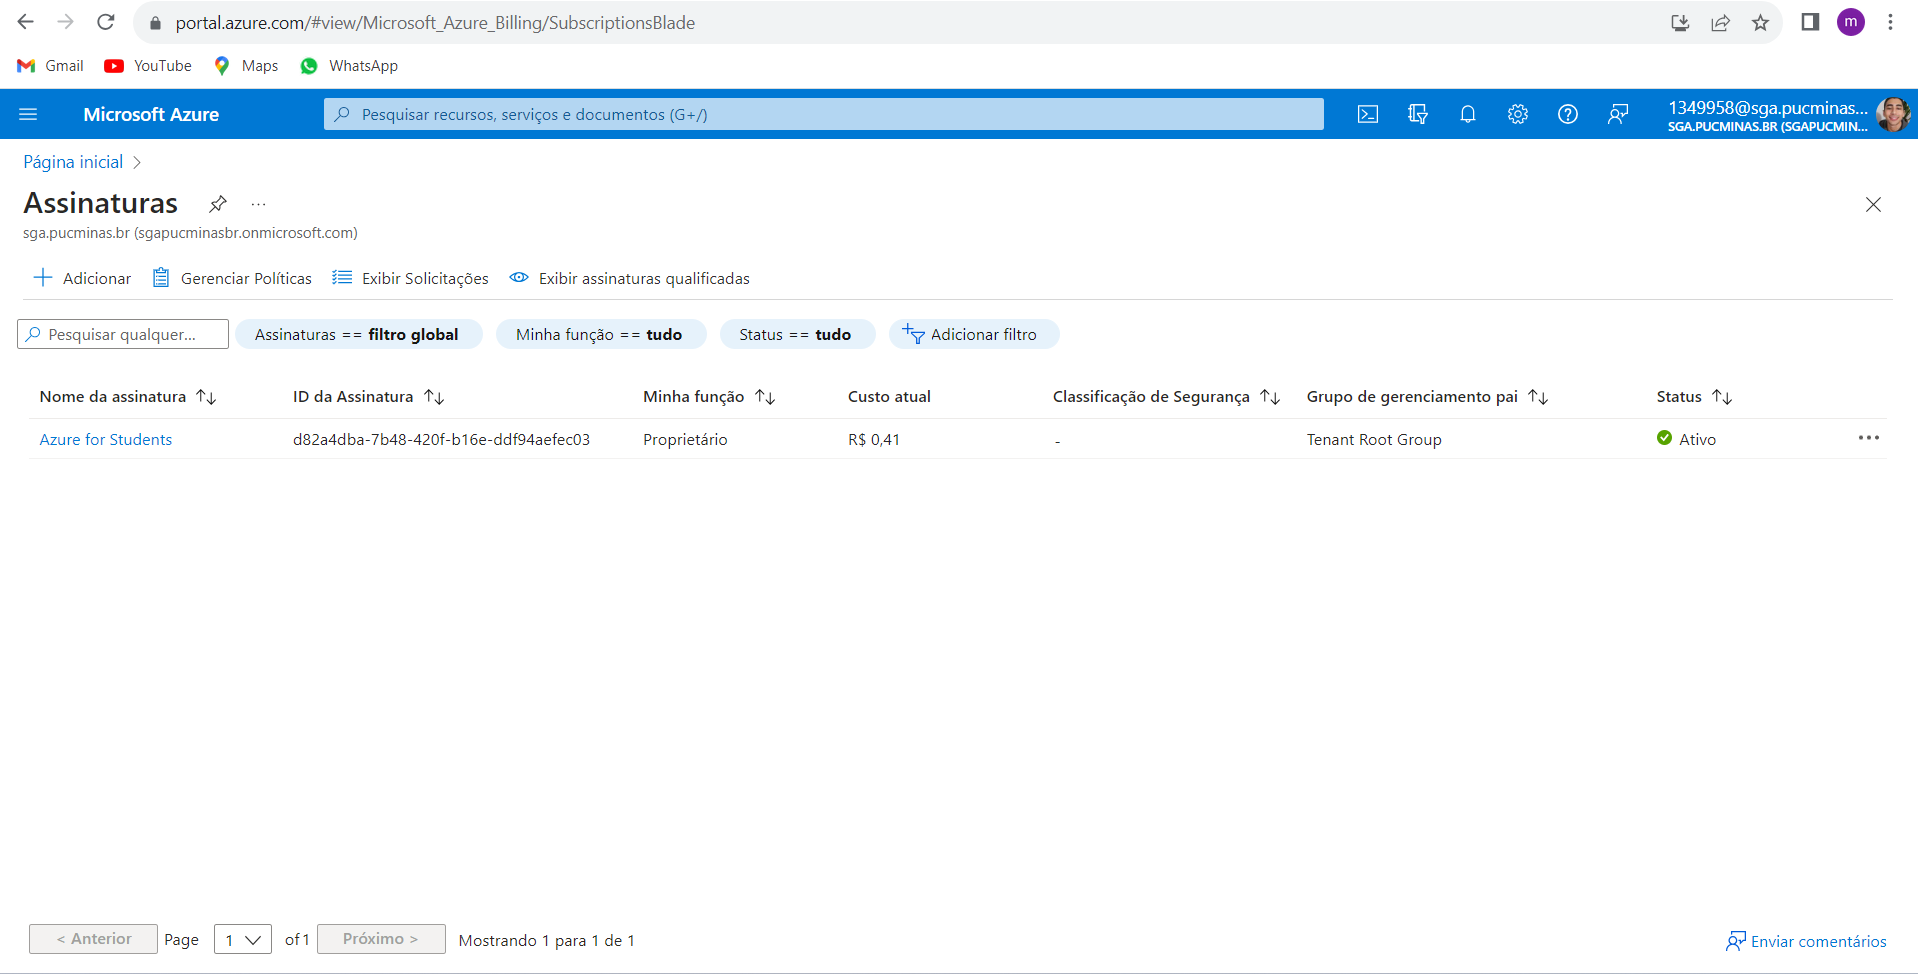 portal.azure.com/#view/Microsoft_Azure_Billing/SubscriptionsBlade
m
Gmail YouTube Maps WhatsApp
Microsoft Azure
Pesquisar recursos, serviços e documentos (G+/)
1349958@sga.pucminas...
SGA.PUCMINAS.BR (SGAPUCMIN...
Página inicial
Assinaturas
sga.pucminas.br (sgapucminasbr.onmicrosoft.com)
Adicionar Gerenciar Políticas Exibir Solicitações Exibir assinaturas qualificadas
Pesquisar qualquer... Assinaturas == filtro global Minha função == tudo Status == tudo Adicionar filtro
Nome da assinatura ID da Assinatura Minha função Custo atual Classificação de Segurança Grupo de gerenciamento pai Status
Azure for Students d82a4dba-7b48-420f-b16e-ddf94aefec03 Proprietário R$ 0,41 - Tenant Root Group Ativo
< Anterior Page 1 of 1 Próximo > Mostrando 1 para 1 de 1
Enviar comentários